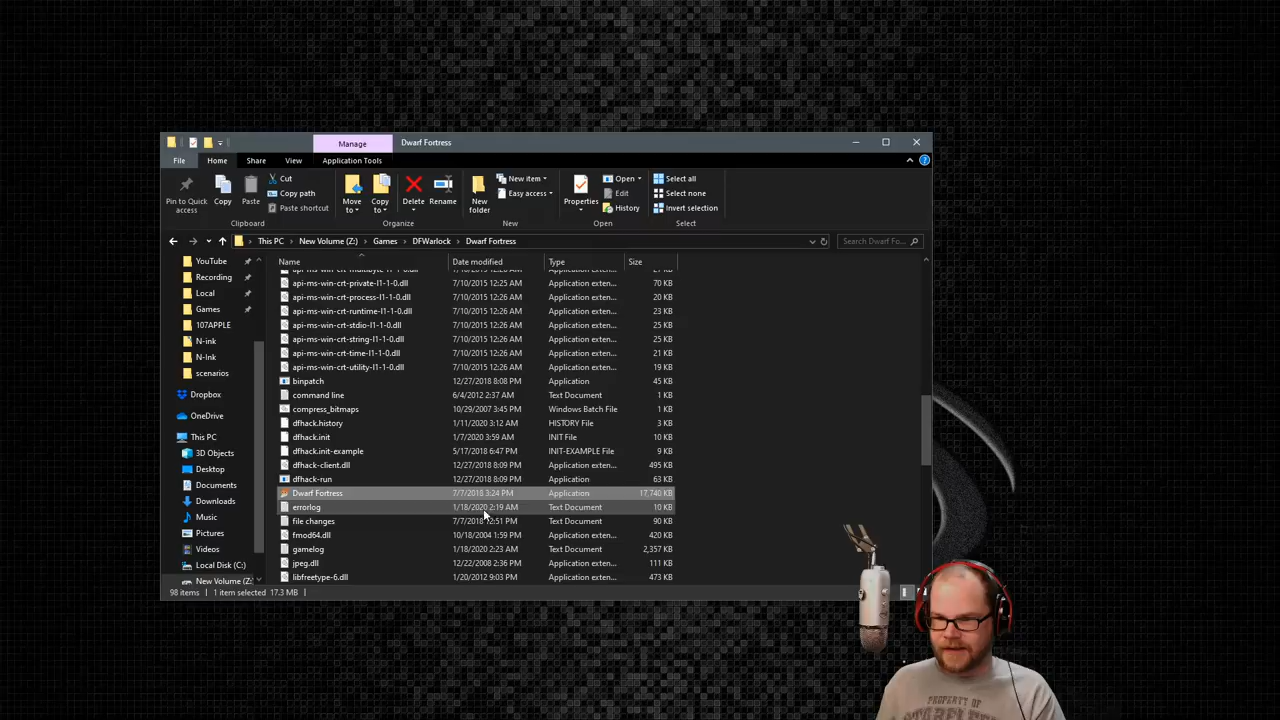 Manage
Dwarf Fortress
File
Home
Share
View
Application Tools
Pin to Quick access
Copy
Paste
Cut
Copy path
Paste shortcut
Clipboard
Move to
Copy to
Delete
Rename
Organize
New folder
New item
Easy access
New
Properties
Open
Edit
History
Open
Select all
Select none
Invert selection
Select
This PC > New Volume (Z:) > Games > DFWarlock > Dwarf Fortress
Search Dwarf Fo...
YouTube
Recording
Local
Games
107APPLE
N-ink
N-Ink
scenarios
Dropbox
OneDrive
This PC
3D Objects
Desktop
Documents
Downloads
Music
Pictures
Videos
Local Disk (C:)
New Volume (Z:
Name Date modified Type Size
api-ms-win-crt-multibyte-l1-1-0.dll 7/10/2015 12:26 AM Application exten... 27 KB
api-ms-win-crt-private-l1-1-0.dll 7/10/2015 12:25 AM Application exten... 70 KB
api-ms-win-crt-process-l1-1-0.dll 7/10/2015 12:26 AM Application exten... 20 KB
api-ms-win-crt-runtime-l1-1-0.dll 7/10/2015 12:26 AM Application exten... 23 KB
api-ms-win-crt-stdio-l1-1-0.dll 7/10/2015 12:26 AM Application exten... 25 KB
api-ms-win-crt-string-l1-1-0.dll 7/10/2015 12:26 AM Application exten... 25 KB
api-ms-win-crt-time-l1-1-0.dll 7/10/2015 12:26 AM Application exten... 21 KB
api-ms-win-crt-utility-l1-1-0.dll 7/10/2015 12:26 AM Application exten... 19 KB
binpatch 12/27/2018 8:08 PM Application 45 KB
command line 6/4/2012 2:37 AM Text Document 1 KB
compress_bitmaps 10/29/2007 3:45 PM Windows Batch File 1 KB
dfhack.history 1/11/2020 3:12 AM HISTORY File 3 KB
dfhack.init 1/7/2020 3:59 AM INIT File 10 KB
dfhack.init-example 5/17/2018 6:47 PM INIT-EXAMPLE File 9 KB
dfhack-client.dll 12/27/2018 8:09 PM Application exten... 495 KB
dfhack-run 12/27/2018 8:09 PM Application 63 KB
Dwarf Fortress 7/7/2018 3:24 PM Application 17,740 KB
errorlog 1/18/2020 2:19 AM Text Document 10 KB
file changes 7/7/2018 :51 PM Text Document 90 KB
fmod64.dll 10/18/2004 1:59 PM Application exten... 420 KB
gamelog 1/18/2020 2:23 AM Text Document 2,357 KB
jpeg.dll 12/22/2008 2:36 PM Application exten... 111 KB
libfreetype-6.dll 1/20/2012 9:03 PM Application exten... 473 KB
98 items 1 item selected 17.3 MB
PROPERTY OF